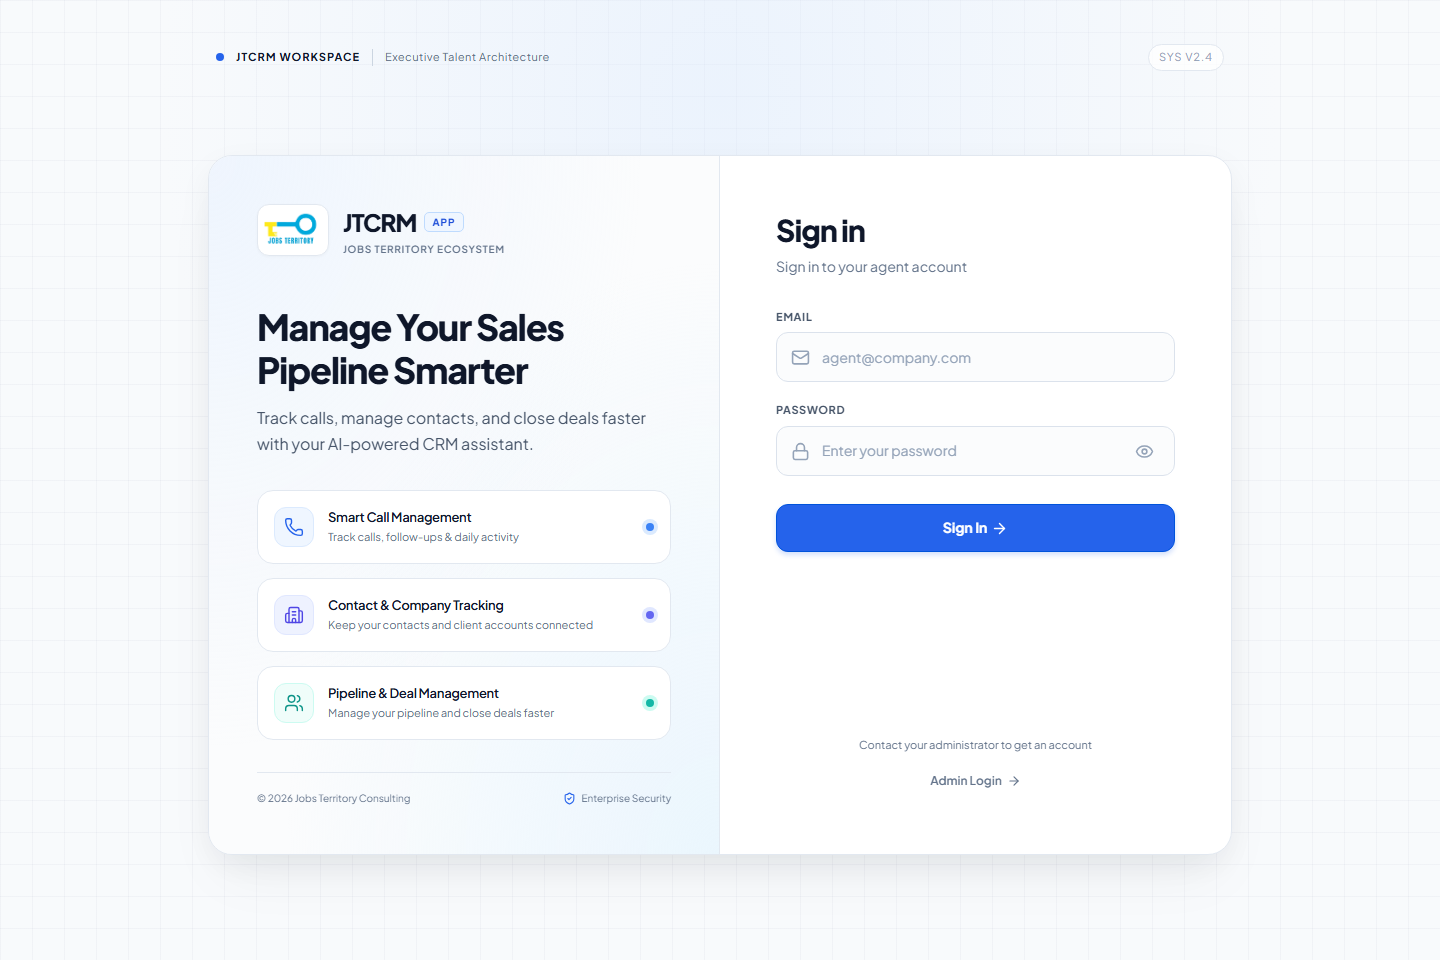 JTCRM WORKSPACE
Executive Talent Architecture
SYS V2.4
JOBS TERRITORY
JTCRM
APP
JOBS TERRITORY ECOSYSTEM
Manage Your Sales
Pipeline Smarter
Track calls, manage contacts, and close deals faster
with your AI-powered CRM assistant.
Smart Call Management
Track calls, follow-ups & daily activity
Contact & Company Tracking
Keep your contacts and client accounts connected
Pipeline & Deal Management
Manage your pipeline and close deals faster
© 2026 Jobs Territory Consulting
Enterprise Security
Sign in
Sign in to your agent account
EMAIL
agent@company.com
PASSWORD
Enter your password
Sign In →
Contact your administrator to get an account
Admin Login →